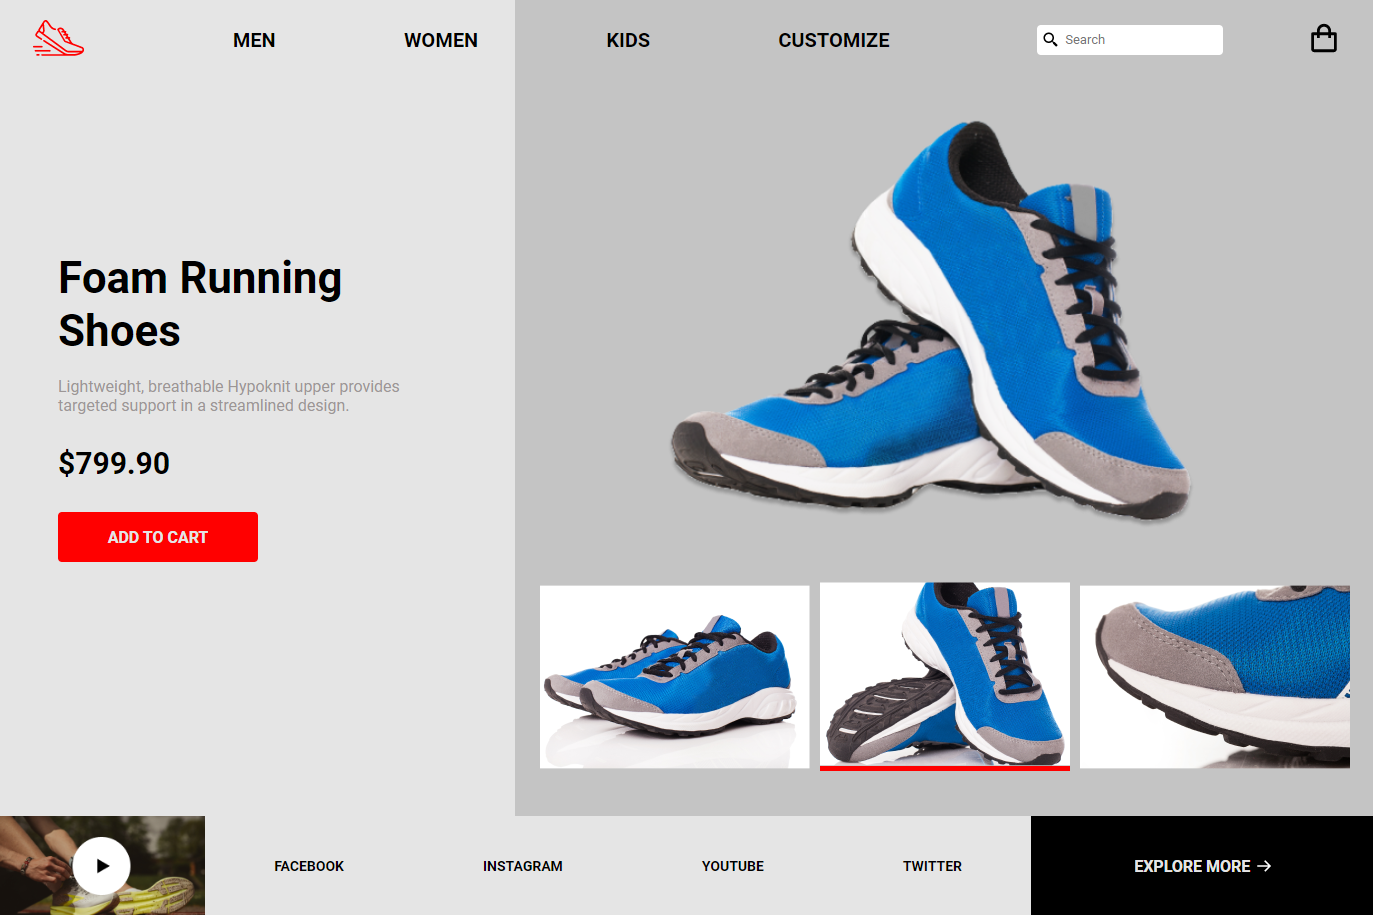 MEN
WOMEN
KIDS
CUSTOMIZE
Search
Foam Running
Shoes
Lightweight, breathable Hypoknit upper provides
targeted support in a streamlined design.
$799.90
ADD TO CART
FACEBOOK
INSTAGRAM
YOUTUBE
TWITTER
EXPLORE MORE →